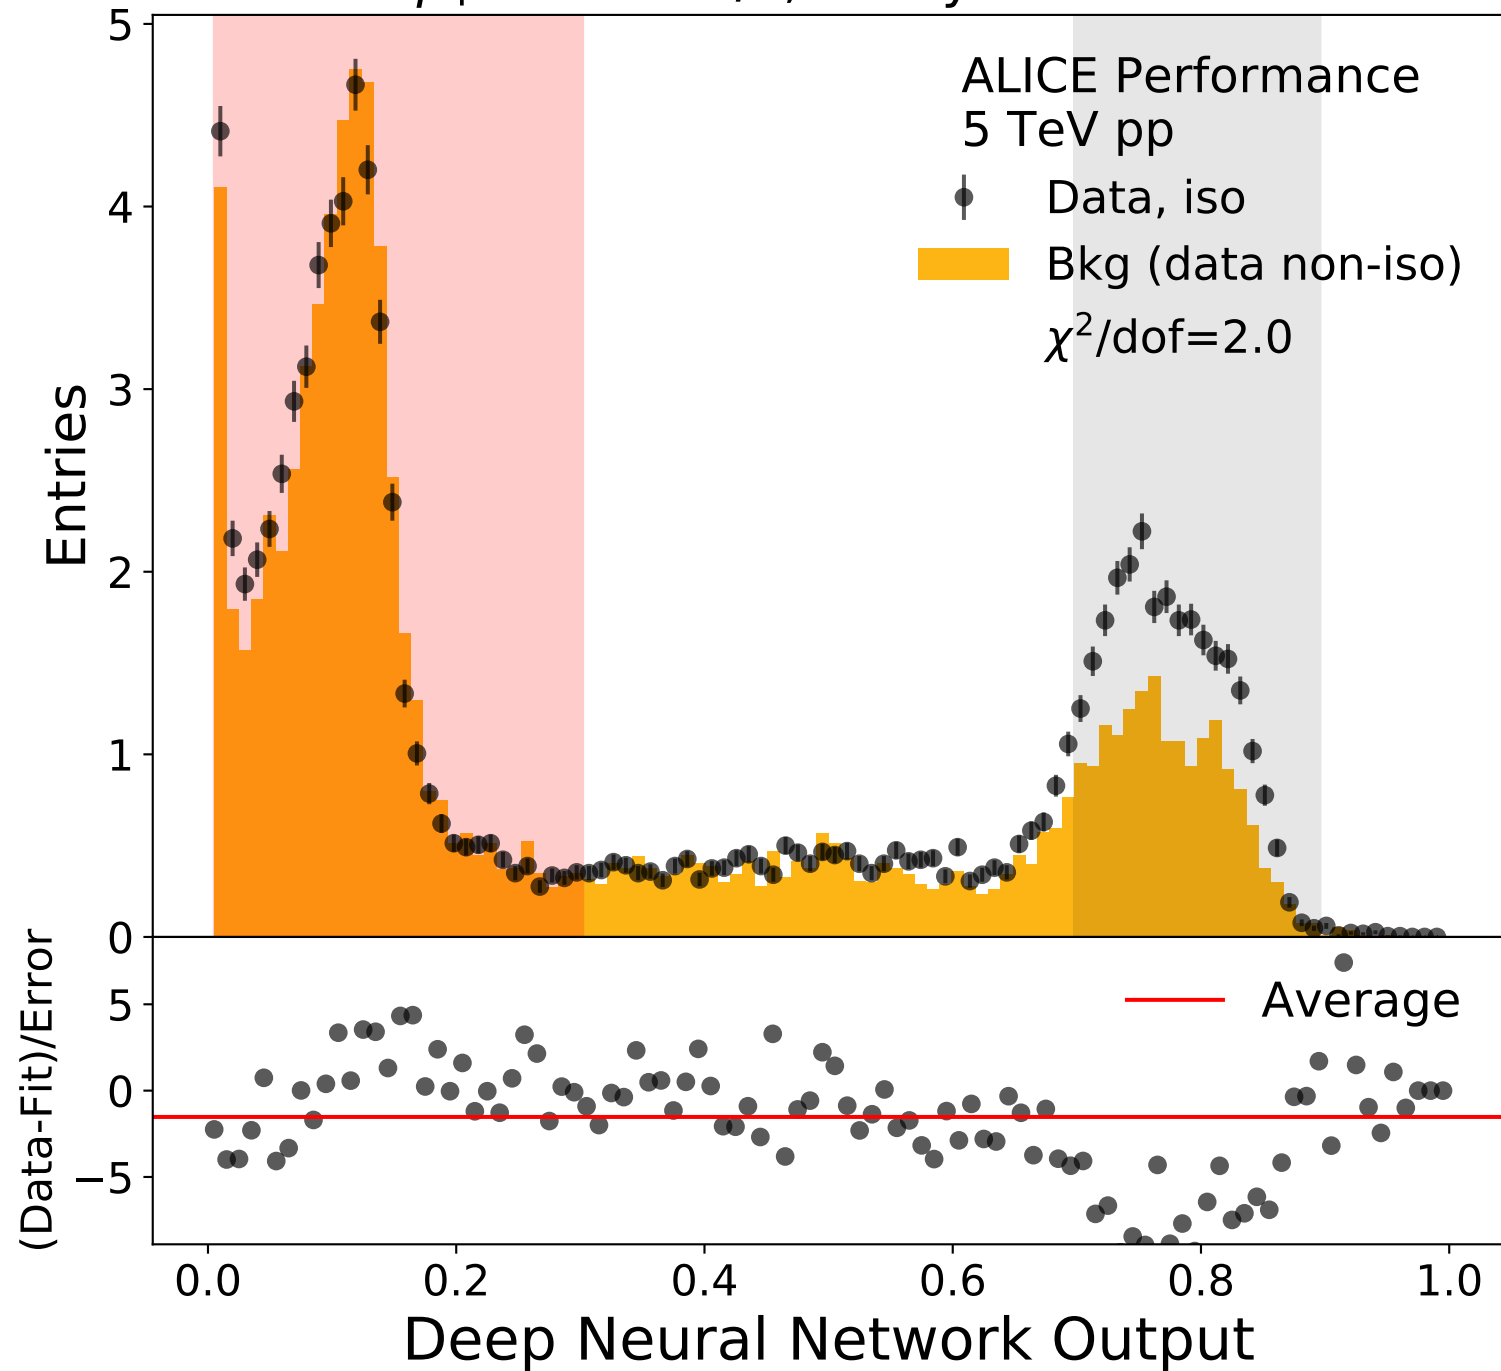 ALICE Performance
5 TeV pp
Data, iso
Bkg (data non-iso)
χ²/dof=2.0
Entries
5
4
3
2
1
0
(Data-Fit)/Error
5
0
−5
Average
0.0 0.2 0.4 0.6 0.8 1.0
Deep Neural Network Output